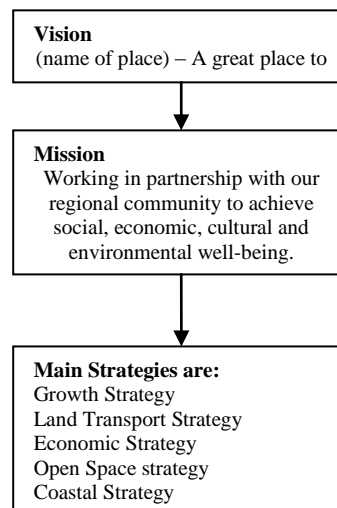 Vision
(name of place) – A great place to
Mission
Working in partnership with our
regional community to achieve
social, economic, cultural and
environmental well-being.
Main Strategies are:
Growth Strategy
Land Transport Strategy
Economic Strategy
Open Space strategy
Coastal Strategy